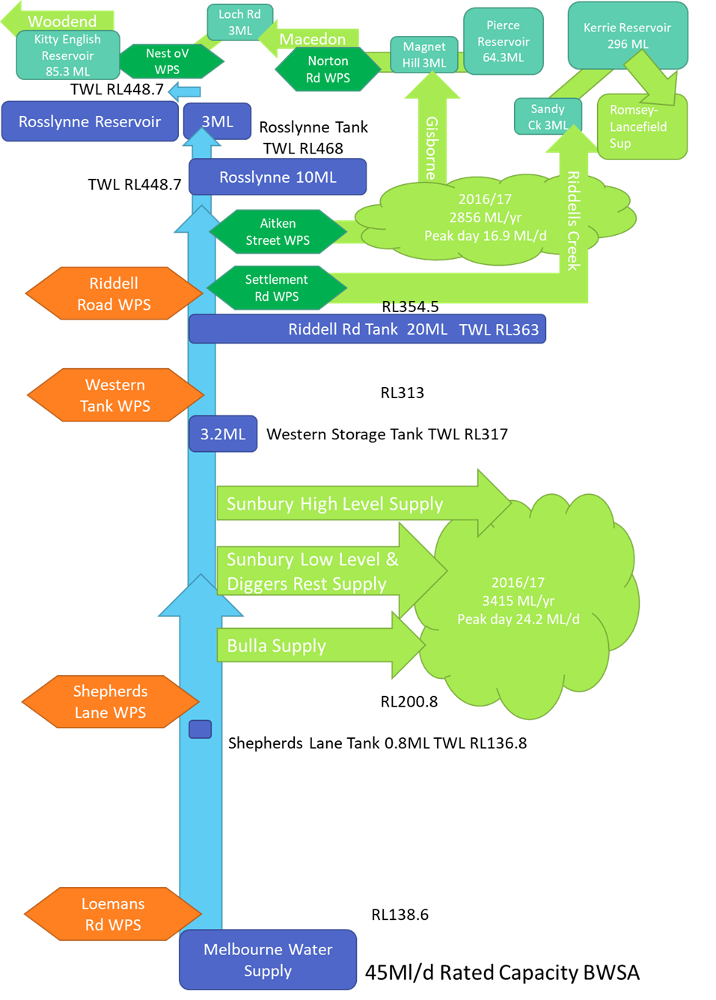 Woodend
Kitty English
Reservoir
85.3 ML
Nest oV
WPS
Loch Rd
3ML
Macedon
Norton
Rd WPS
Magnet
Hill 3ML
Pierce
Reservoir
64.3ML
Kerrie Reservoir
296 ML
Sandy
Ck 3ML
Romsey-
Lancefield
Sup
TWL RL448.7
Rosslynne Reservoir
3ML
Rosslynne Tank
TWL RL468
Gisborne
Rosslynne 10ML
TWL RL448.7
Riddells Creek
2016/17
2856 ML/yr
Peak day 16.9 ML/d
Aitken
Street WPS
Settlement
Rd WPS
Riddell
Road WPS
RL354.5
Riddell Rd Tank 20ML TWL RL363
Western
Tank WPS
RL313
3.2ML
Western Storage Tank TWL RL317
Sunbury High Level Supply
Sunbury Low Level &
Diggers Rest Supply
2016/17
3415 ML/yr
Peak day 24.2 ML/d
Bulla Supply
Shepherds
Lane WPS
RL200.8
Shepherds Lane Tank 0.8ML TWL RL136.8
Loemans
Rd WPS
RL138.6
Melbourne Water
Supply
45Ml/d Rated Capacity BWSA